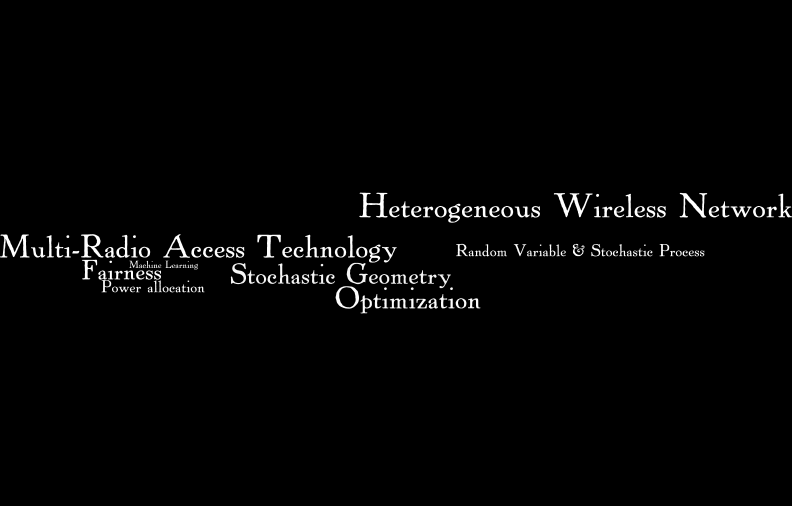 Heterogeneous Wireless Network
Multi-Radio Access Technology
Random Variable & Stochastic Process
Machine Learning
Fairness
Stochastic Geometry
Power allocation
Optimization